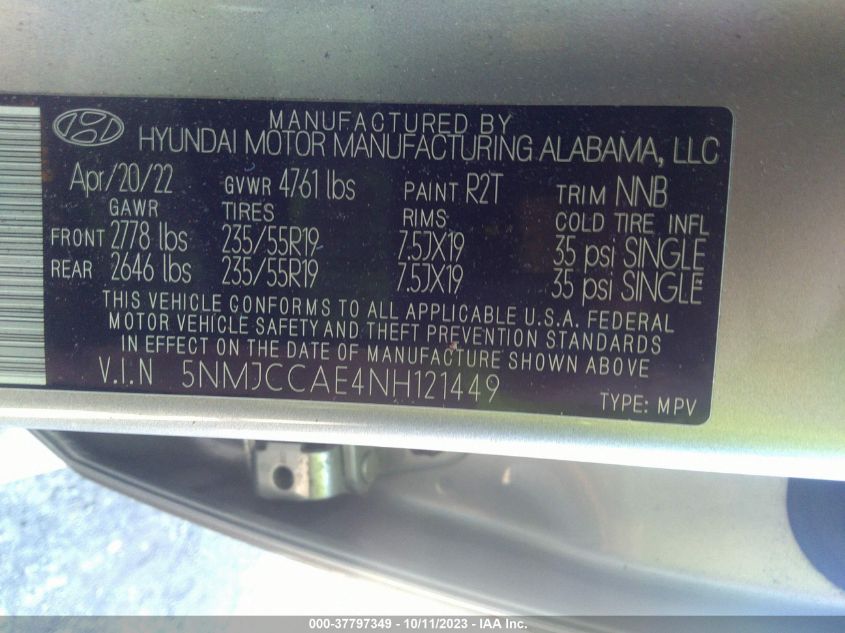 MANUFACTURED BY
HYUNDAI MOTOR MANUFACTURING ALABAMA, LLC
Apr/20/22 GVWR 4761 lbs PAINT R2T TRIM NNB
GAWR TIRES RIMS COLD TIRE INFL
FRONT 2778 lbs 235/55R19 7.5JX19 35 psi SINGLE
REAR 2646 lbs 235/55R19 7.5JX19 35 psi SINGLE
THIS VEHICLE CONFORMS TO ALL APPLICABLE U.S.A. FEDERAL
MOTOR VEHICLE SAFETY AND THEFT PREVENTION STANDARDS
IN EFFECT ON THE DATE OF MANUFACTURE SHOWN ABOVE
V.I.N 5NMJCCAE4NH121449
TYPE: MPV
000-37797349 - 10/11/2023 - IAA Inc.